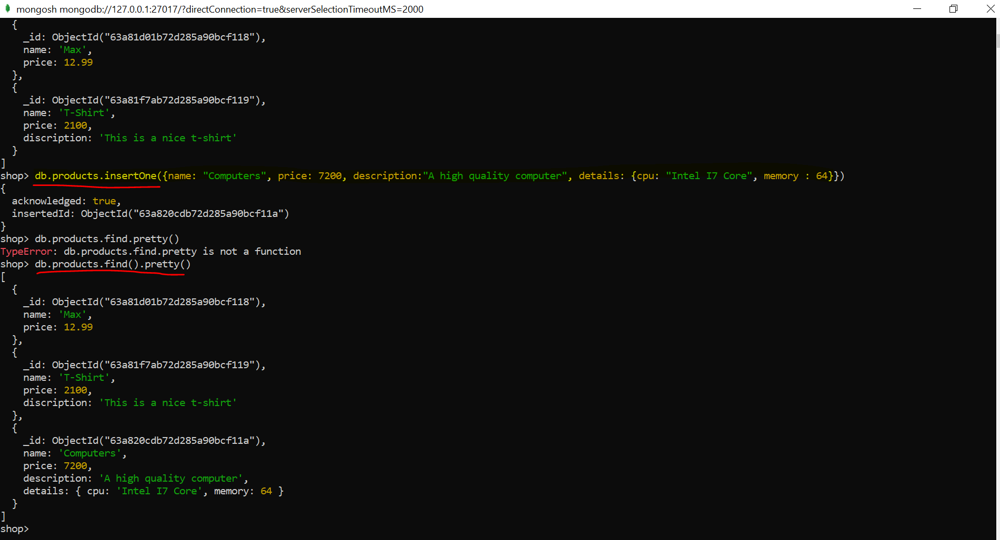 mongosh mongodb://127.0.0.1:27017/?directConnection=true&serverSelectionTimeoutMS=2000
  {
    _id: ObjectId("63a81d01b72d285a90bcf118"),
    name: 'Max',
    price: 12.99
  },
  {
    _id: ObjectId("63a81f7ab72d285a90bcf119"),
    name: 'T-Shirt',
    price: 2100,
    discription: 'This is a nice t-shirt'
  }
]
shop> db.products.insertOne({name: "Computers", price: 7200, description:"A high quality computer", details: {cpu: "Intel I7 Core", memory : 64}})
{
  acknowledged: true,
  insertedId: ObjectId("63a820cdb72d285a90bcf11a")
}
shop> db.products.find.pretty()
TypeError: db.products.find.pretty is not a function
shop> db.products.find().pretty()
[
  {
    _id: ObjectId("63a81d01b72d285a90bcf118"),
    name: 'Max',
    price: 12.99
  },
  {
    _id: ObjectId("63a81f7ab72d285a90bcf119"),
    name: 'T-Shirt',
    price: 2100,
    discription: 'This is a nice t-shirt'
  },
  {
    _id: ObjectId("63a820cdb72d285a90bcf11a"),
    name: 'Computers',
    price: 7200,
    description: 'A high quality computer',
    details: { cpu: 'Intel I7 Core', memory: 64 }
  }
]
shop>